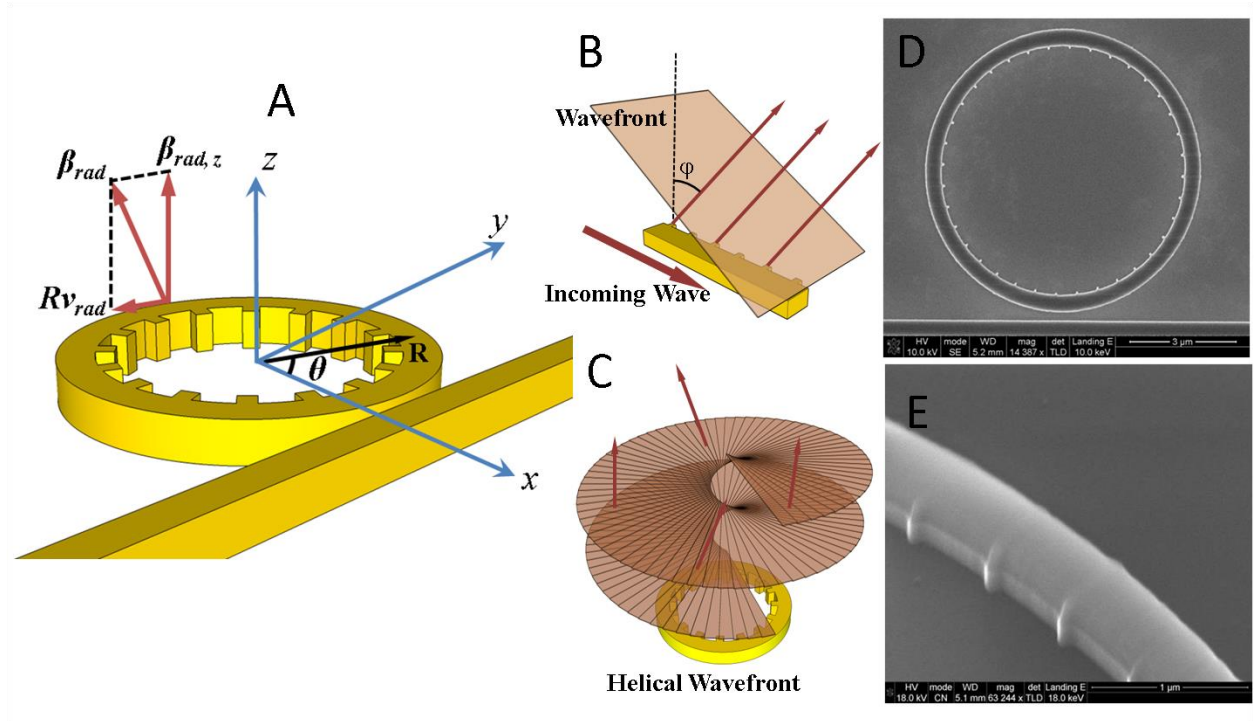 A
β_rad
β_rad, z
z
y
Rv_rad
R
θ
x
B
Wavefront
φ
Incoming Wave
C
Helical Wavefront
D
HV mode WD mag det Landing E
10.0 kV SE 5.2 mm 14 387 x TLD 10.0 keV
3 µm
E
HV mode WD mag det Landing E
18.0 kV CN 5.1 mm 63 244 x TLD 18.0 keV
1 µm